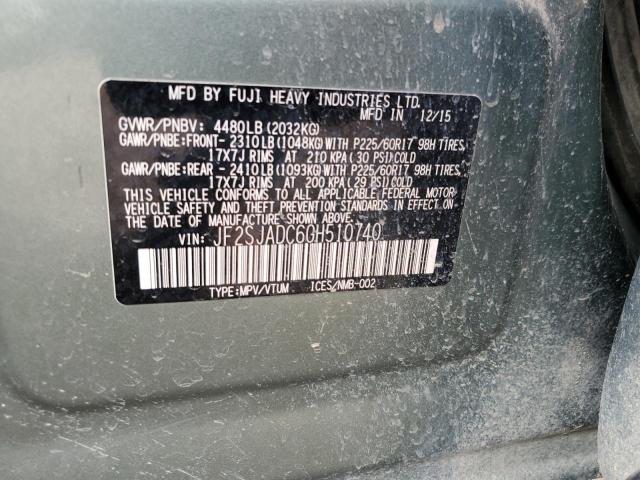 MFD BY FUJI HEAVY INDUSTRIES LTD.
MFD IN 12/15
GVWR/PNBV: 4480LB(2032KG)
GAWR/PNBE:FRONT- 2310LB(1048KG)WITH P225/60R17 98H TIRES,
17X7J RIMS AT 210 KPA(30 PSI)COLD
GAWR/PNBE:REAR - 2410LB(1093KG)WITH P225/60R17 98H TIRES,
17X7J RIMS AT 200 KPA(29 PSI)COLD
THIS VEHICLE CONFORMS TO ALL APPLICABLE FEDERAL MOTOR-
VEHICLE SAFETY AND THEFT PREVENTION STANDARDS IN EFFECT ON
THE DATE OF MANUFACTURE SHOWN ABOVE.
VIN: JF2SJADC6GH510740
TYPE:MPV/VTUM ICES/NMB-002